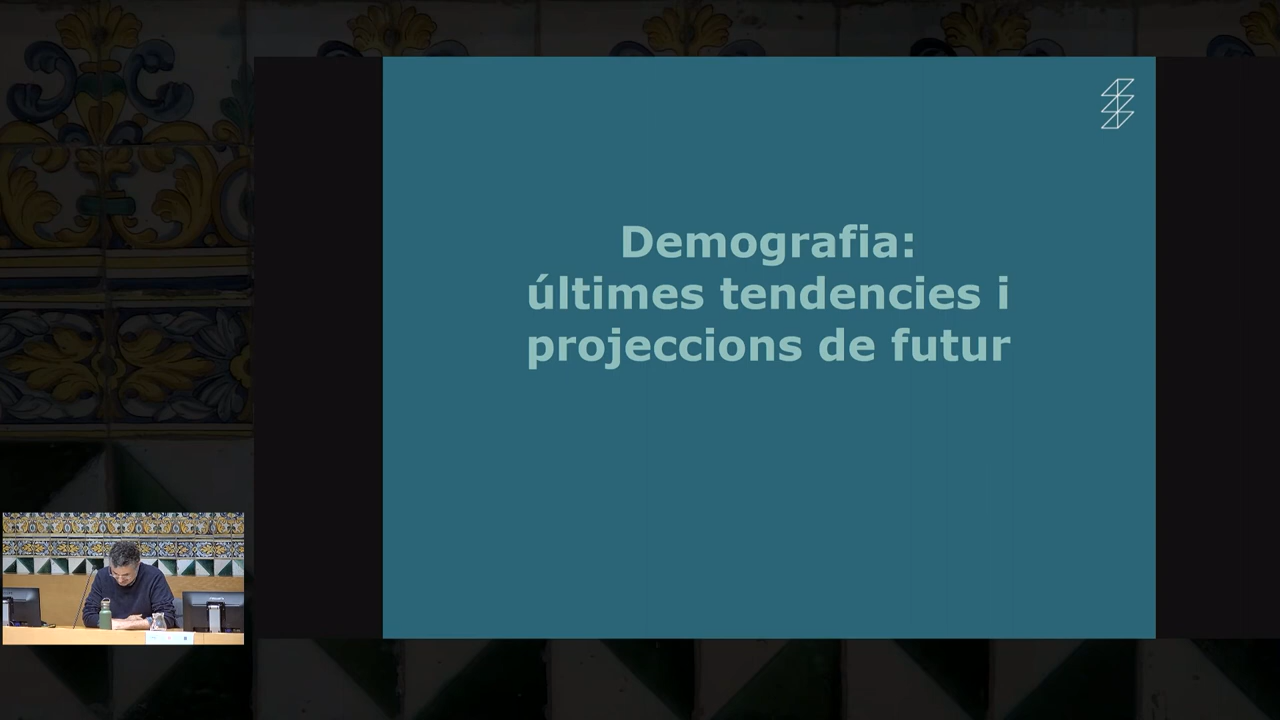 Demografia:
últimes tendencies i
projeccions de futur